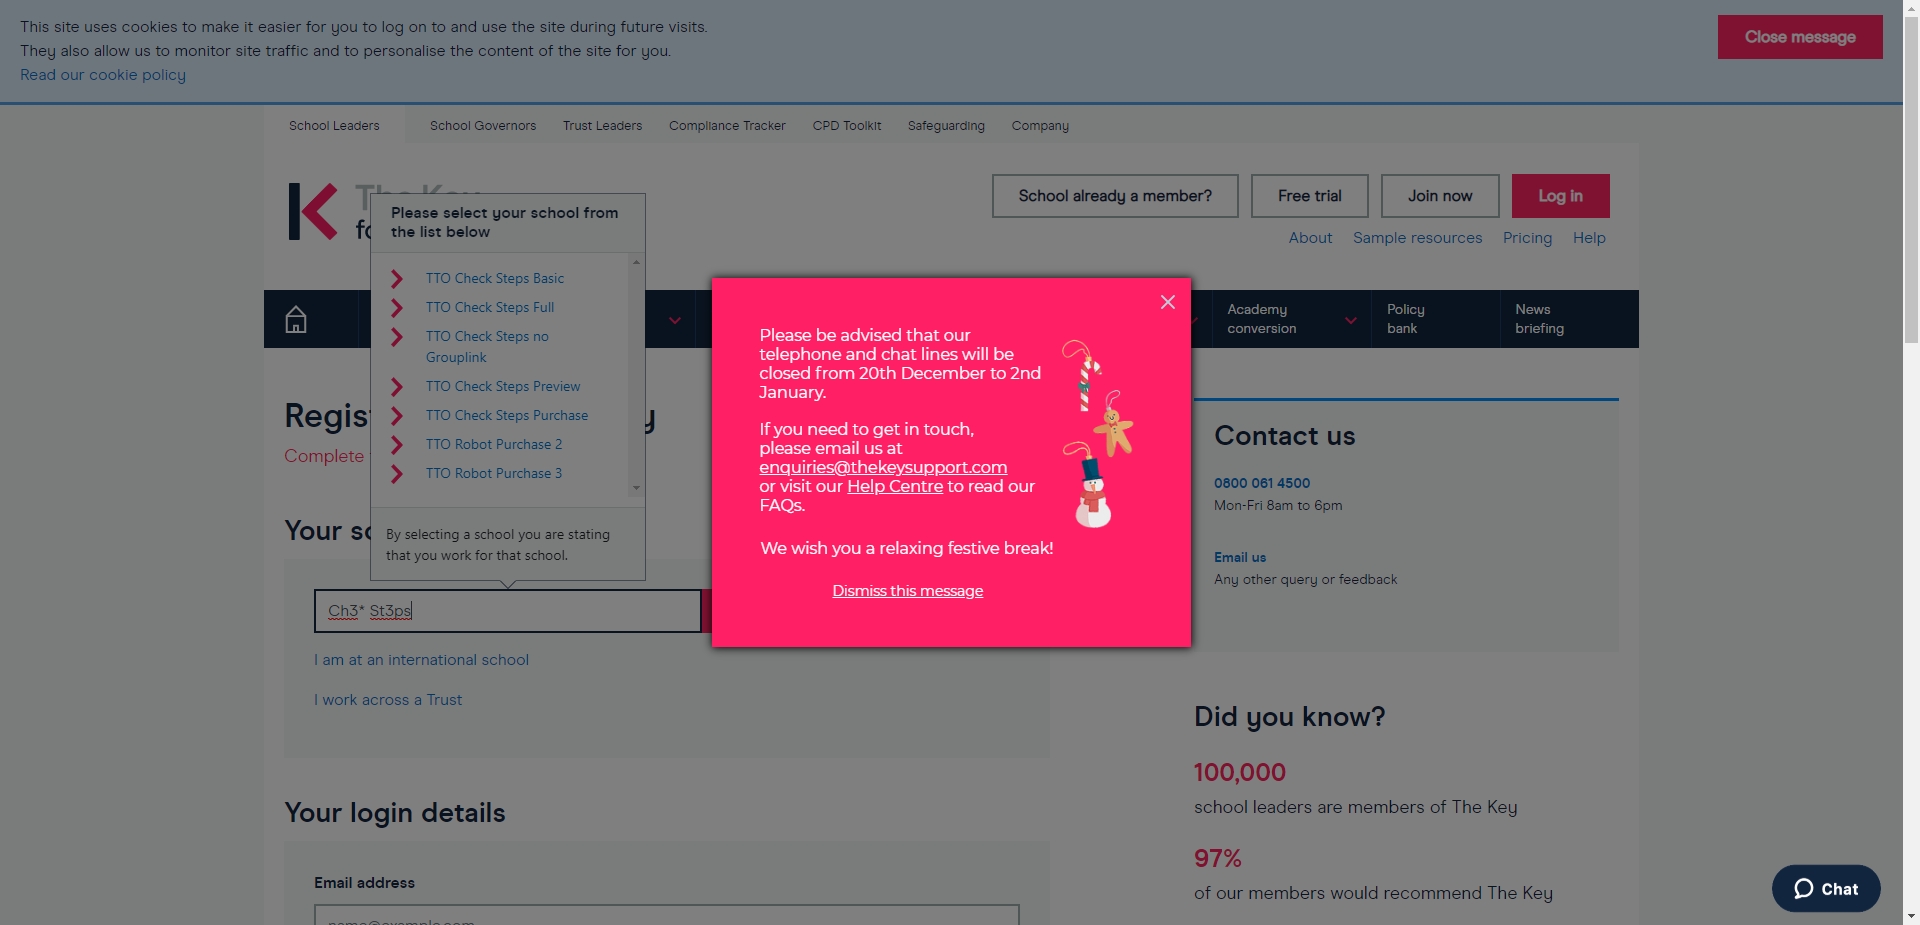 This site uses cookies to make it easier for you to log on to and use the site during future visits.
They also allow us to monitor site traffic and to personalise the content of the site for you.
Read our cookie policy
Close message
School Leaders
School Governors
Trust Leaders
Compliance Tracker
CPD Toolkit
Safeguarding
Company
The Key
School already a member?
Free trial
Join now
Log in
About
Sample resources
Pricing
Help
Please select your school from
the list below
TTO Check Steps Basic
TTO Check Steps Full
TTO Check Steps no
Grouplink
TTO Check Steps Preview
TTO Check Steps Purchase
TTO Robot Purchase 2
TTO Robot Purchase 3
By selecting a school you are stating
that you work for that school.
Academy
conversion
Policy
bank
News
briefing
Complete
Please be advised that our
telephone and chat lines will be
closed from 20th December to 2nd
January.
If you need to get in touch,
please email us at
enquiries@thekeysupport.com
or visit our Help Centre to read our
FAQs.
We wish you a relaxing festive break!
Dismiss this message
Your
Ch3* St3ps
I am at an international school
I work across a Trust
Your login details
Email address
name@example.com
Contact us
0800 061 4500
Mon-Fri 8am to 6pm
Email us
Any other query or feedback
Did you know?
100,000
school leaders are members of The Key
97%
of our members would recommend The Key
Chat